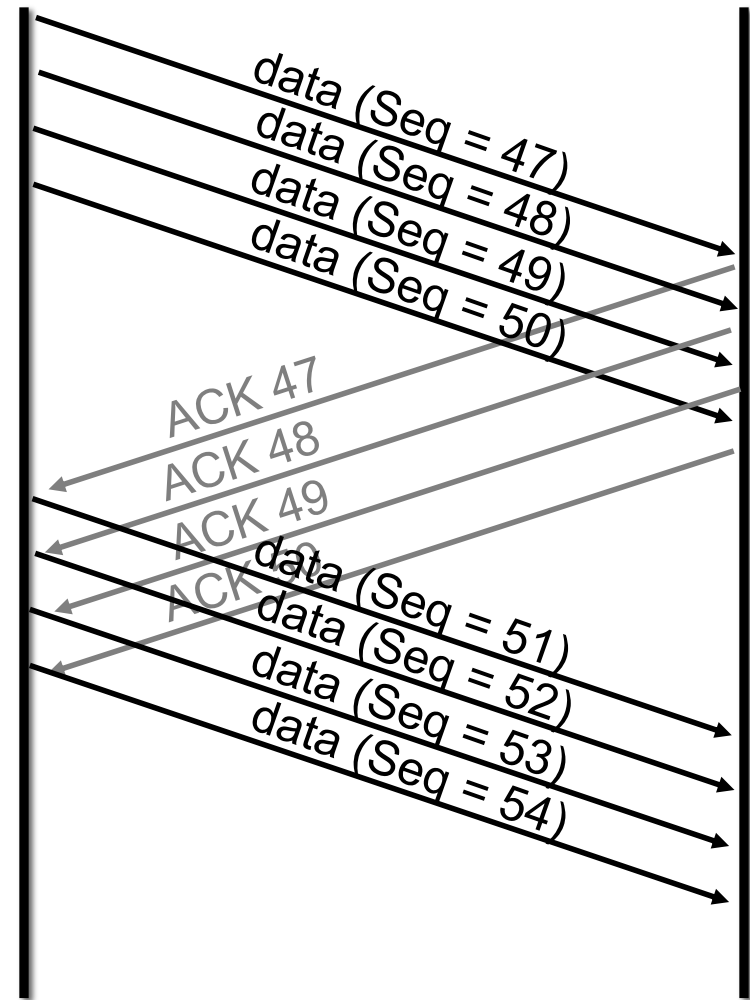 data (Seq = 47)
data (Seq = 48)
data (Seq = 49)
data (Seq = 50)
ACK 47
ACK 48
ACK 49
ACK
data (Seq = 51)
data (Seq = 52)
data (Seq = 53)
data (Seq = 54)